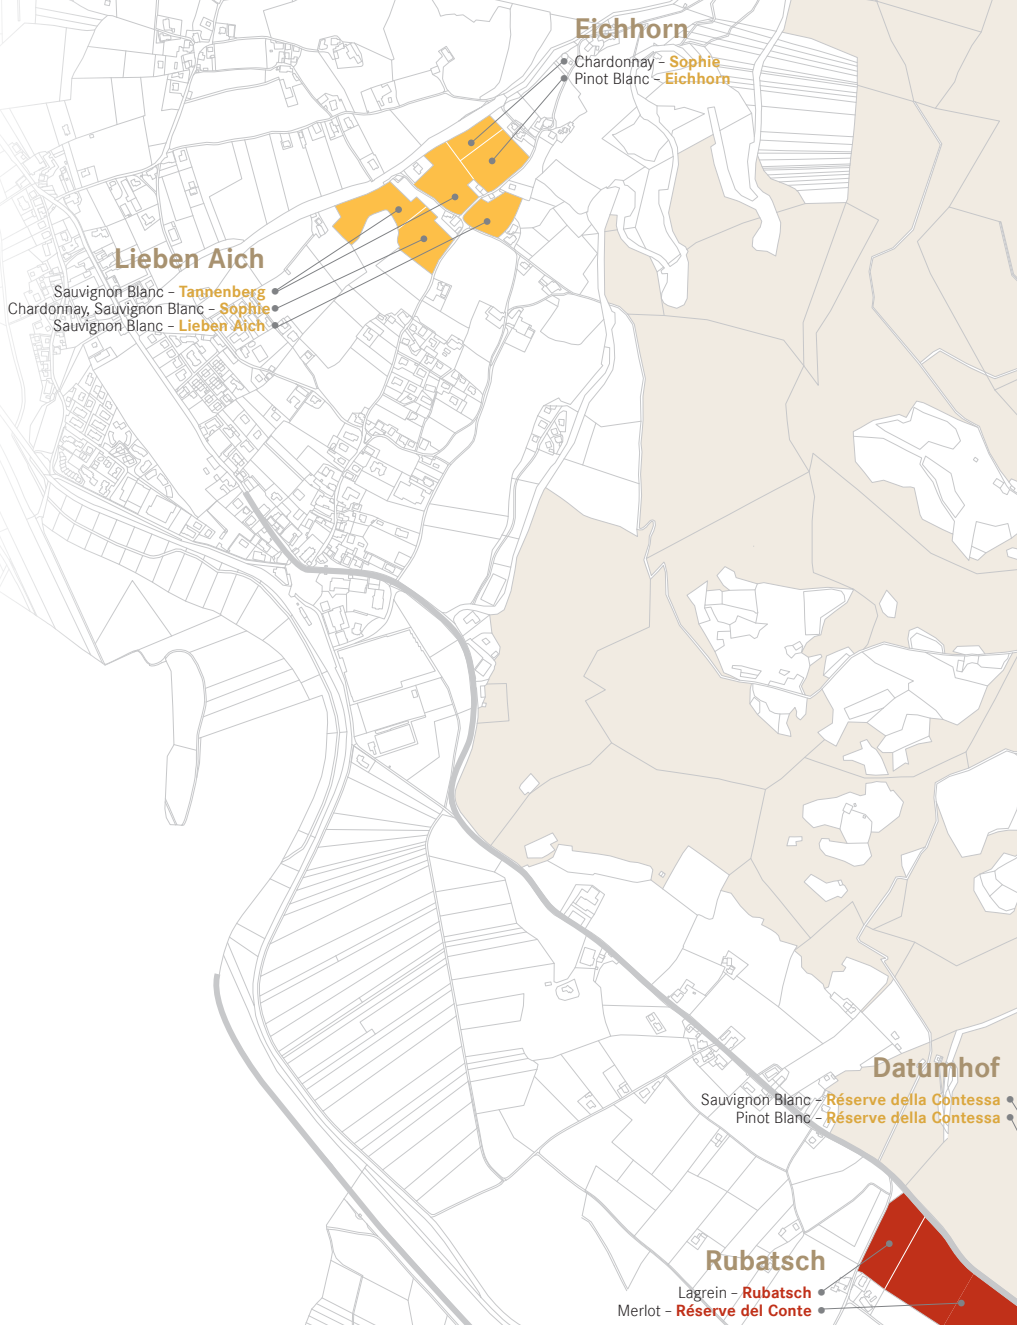 Eichhorn
Chardonnay – Sophie
Pinot Blanc – Eichhorn
Lieben Aich
Sauvignon Blanc – Tannenberg
Chardonnay, Sauvignon Blanc – Sophie
Sauvignon Blanc – Lieben Aich
Datumhof
Sauvignon Blanc – Réserve della Contessa
Pinot Blanc – Réserve della Contessa
Rubatsch
Lagrein – Rubatsch
Merlot – Réserve del Conte